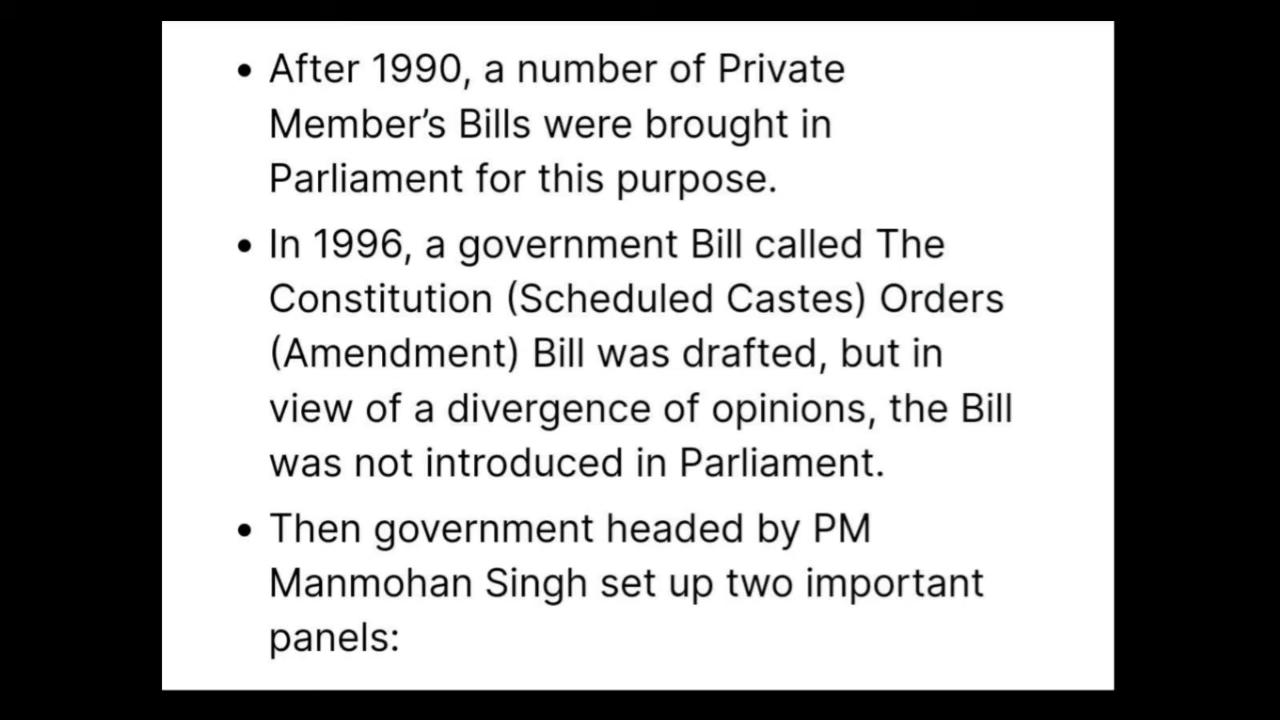 • After 1990, a number of Private
Member’s Bills were brought in
Parliament for this purpose.
• In 1996, a government Bill called The
Constitution (Scheduled Castes) Orders
(Amendment) Bill was drafted, but in
view of a divergence of opinions, the Bill
was not introduced in Parliament.
• Then government headed by PM
Manmohan Singh set up two important
panels: